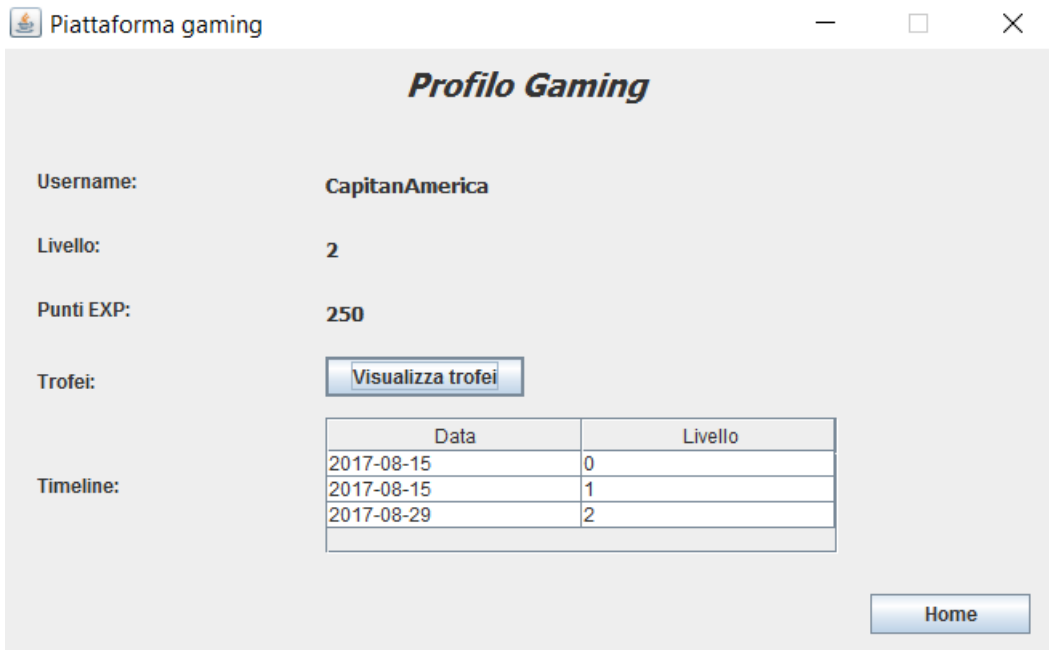 Piattaforma gaming
Profilo Gaming
Username: CapitanAmerica
Livello: 2
Punti EXP: 250
Trofei: Visualizza trofei
Data Livello
2017-08-15 0
Timeline: 2017-08-15 1
2017-08-29 2
Home